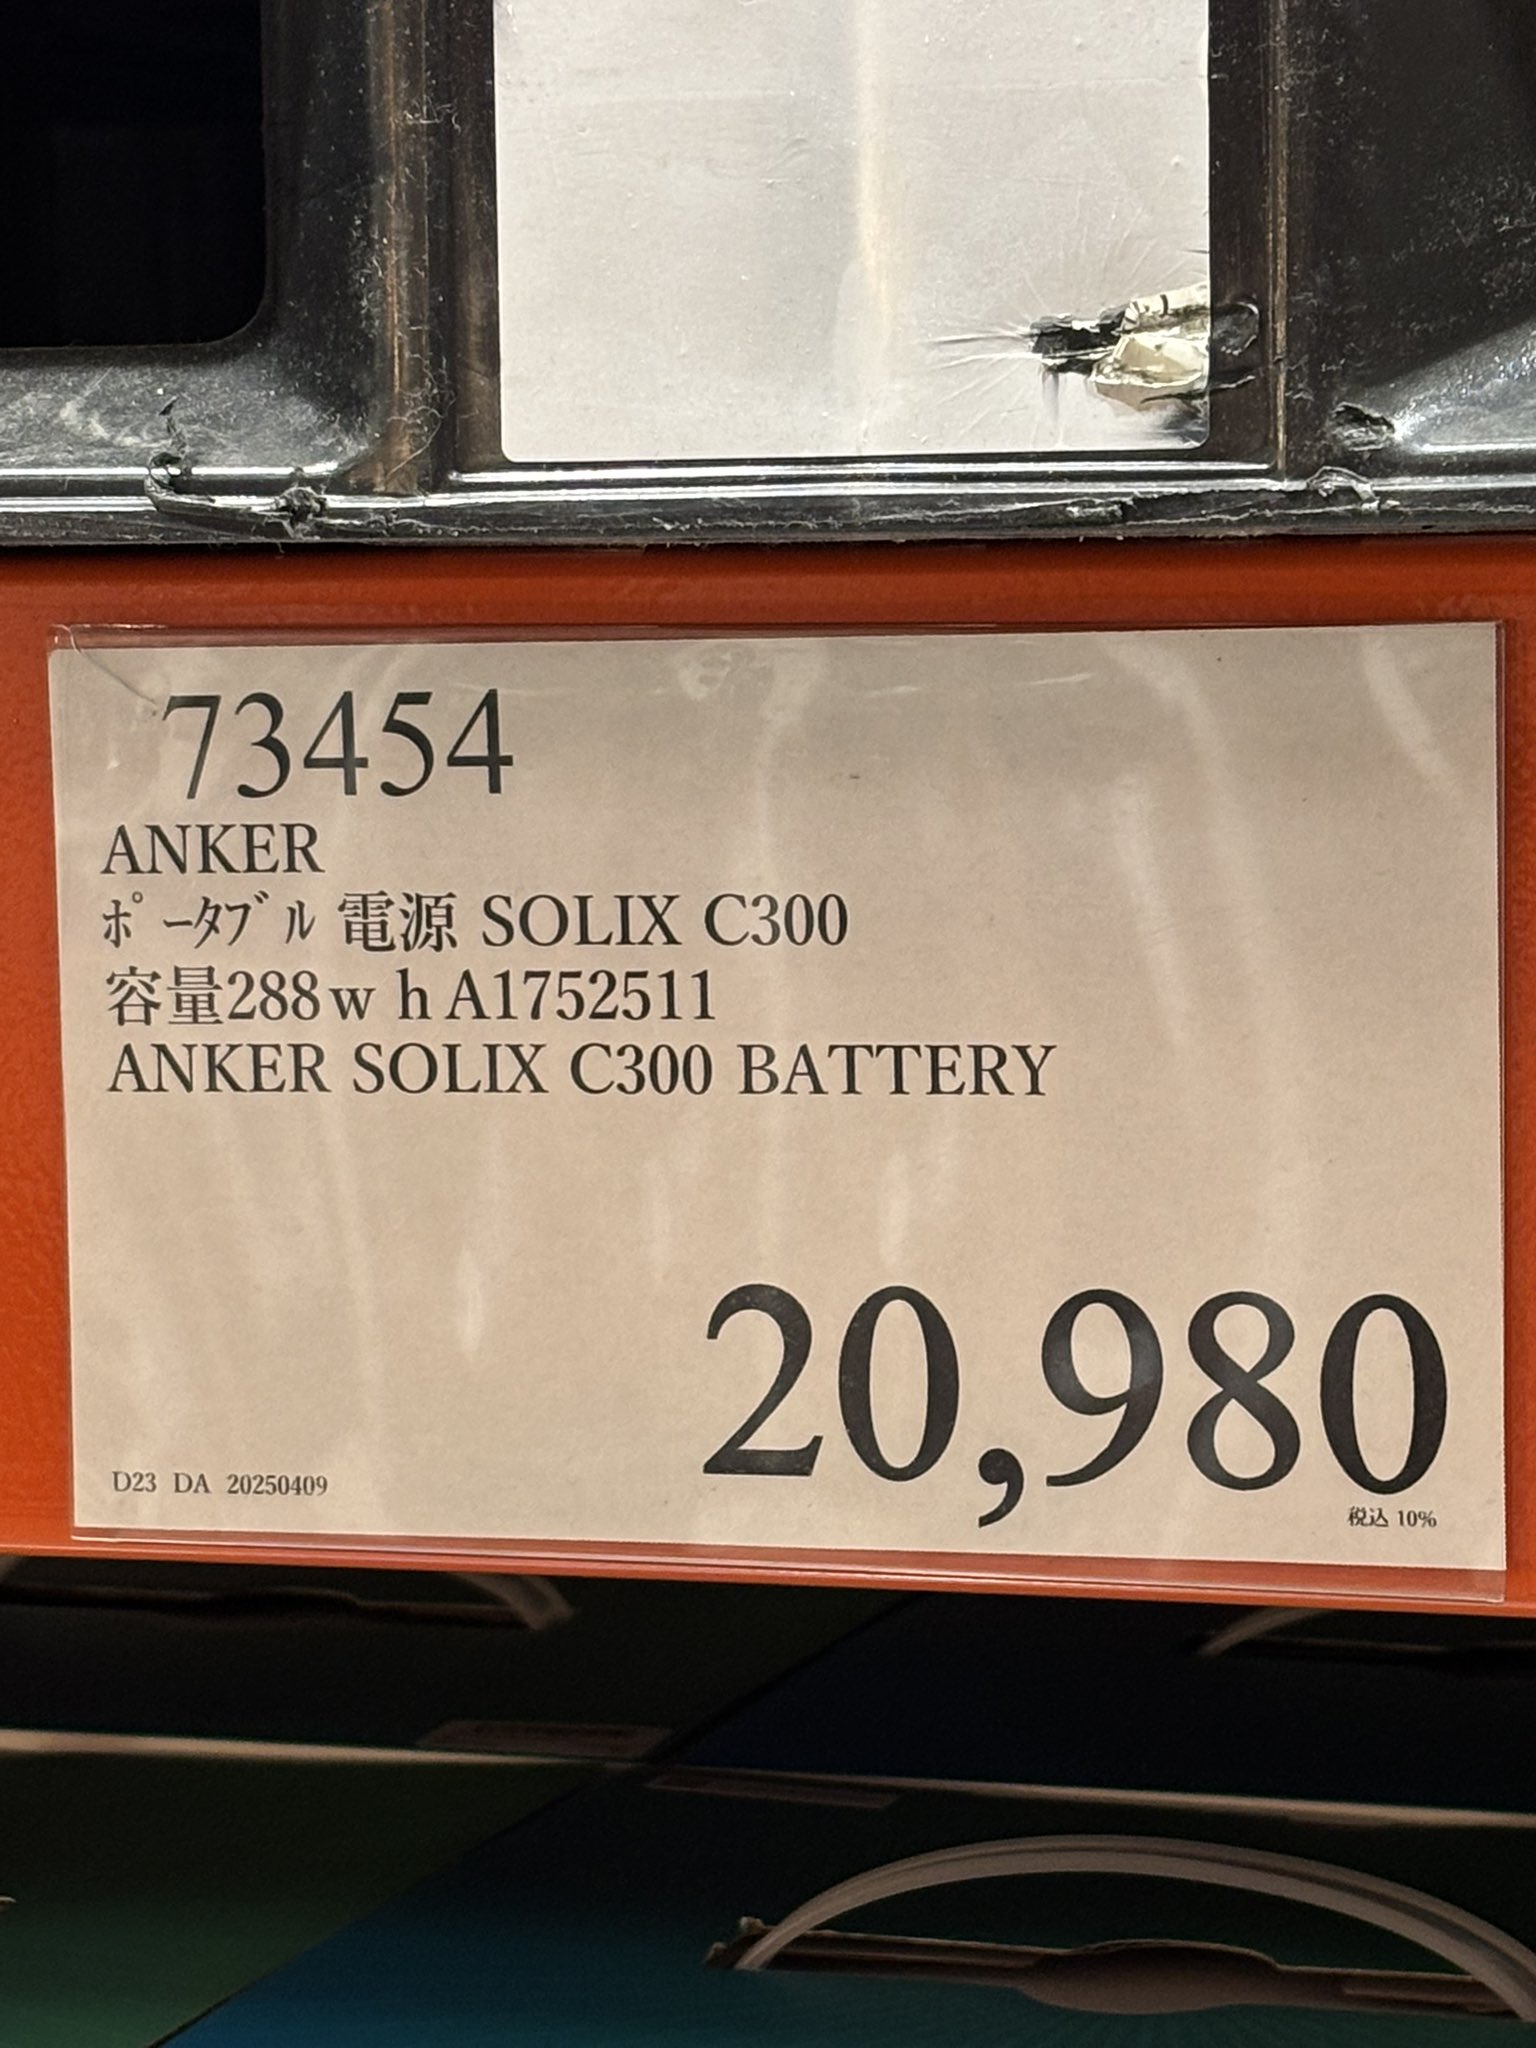 73454
ANKER
ﾎﾟｰﾀﾌﾞﾙ 電源 SOLIX C300
容量288ｗｈA1752511
ANKER SOLIX C300 BATTERY
20,980
税込 10%
D23 DA 20250409